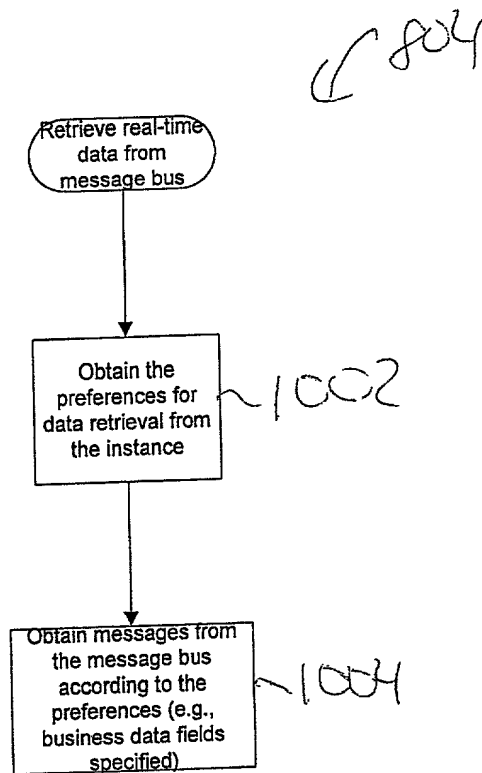 804
Retrieve real-time
data from
message bus
Obtain the
preferences for
data retrieval from
the instance
1002
Obtain messages from
the message bus
according to the
preferences (e.g.,
business data fields
specified)
1004